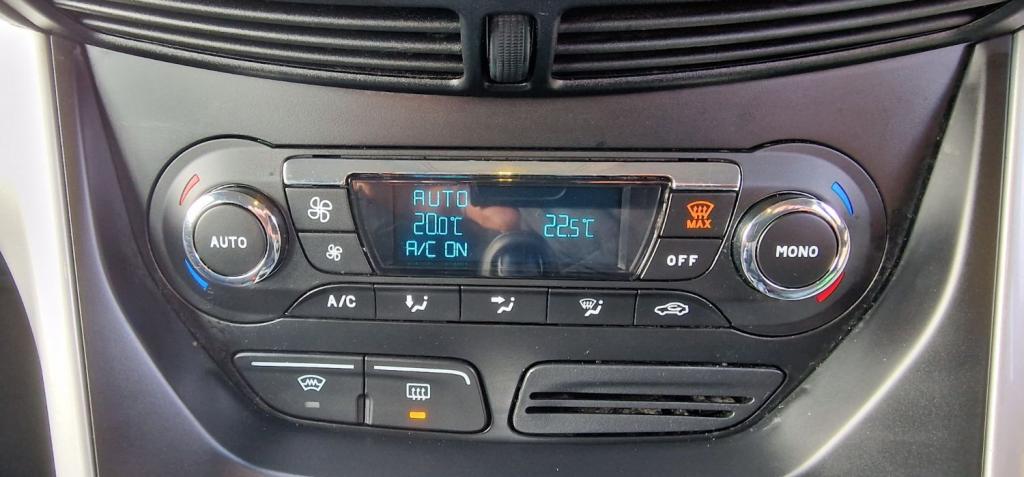 AUTO
AUTO
20.0°C
22.5°C
A/C ON
MAX
OFF
MONO
A/C